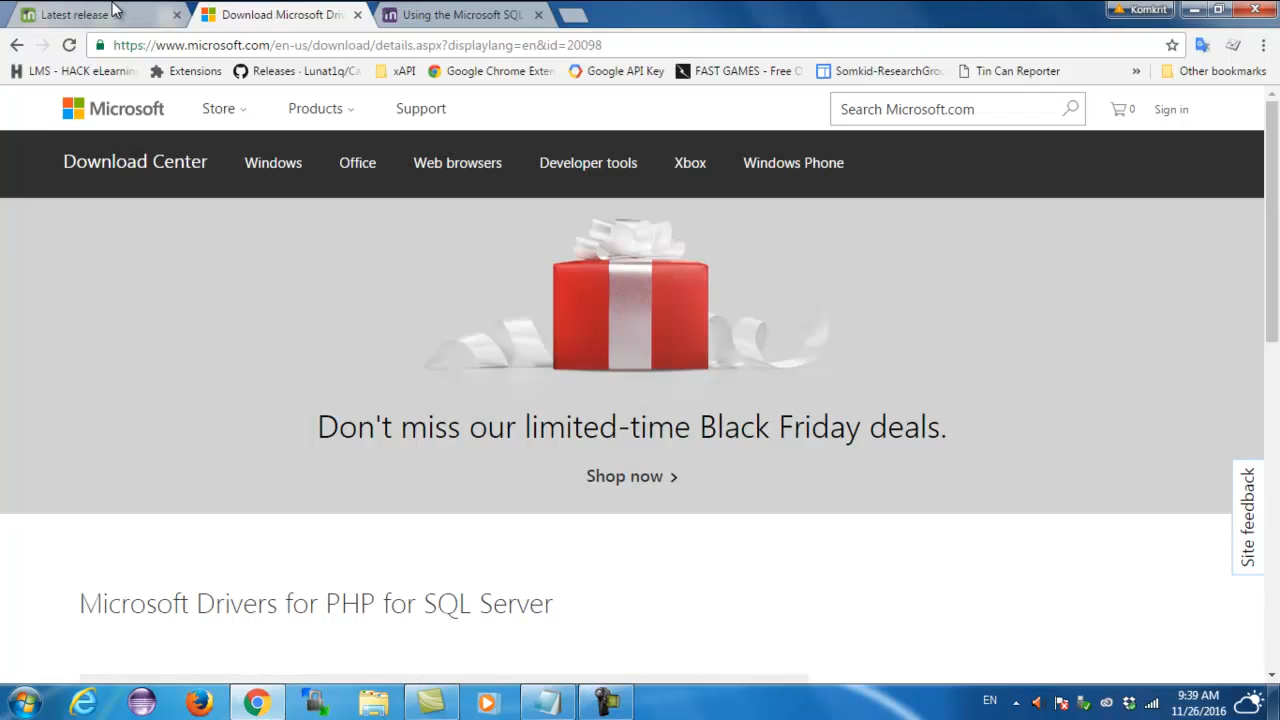 Latest release
Download Microsoft Dri
Using the Microsoft SQL
Komkrit
https://www.microsoft.com/en-us/download/details.aspx?displaylang=en&id=20098
LMS - HACK eLearnin
Extensions
Releases · Lunat1q/Ca
xAPI
Google Chrome Exten
Google API Key
FAST GAMES - Free O
Somkid-ResearchGrou
Tin Can Reporter
»
Other bookmarks
Microsoft
Store
Products
Support
Search Microsoft.com
0
Sign in
Download Center
Windows
Office
Web browsers
Developer tools
Xbox
Windows Phone
Don't miss our limited-time Black Friday deals.
Shop now >
Site feedback
Microsoft Drivers for PHP for SQL Server
EN
9:39 AM
11/26/2016